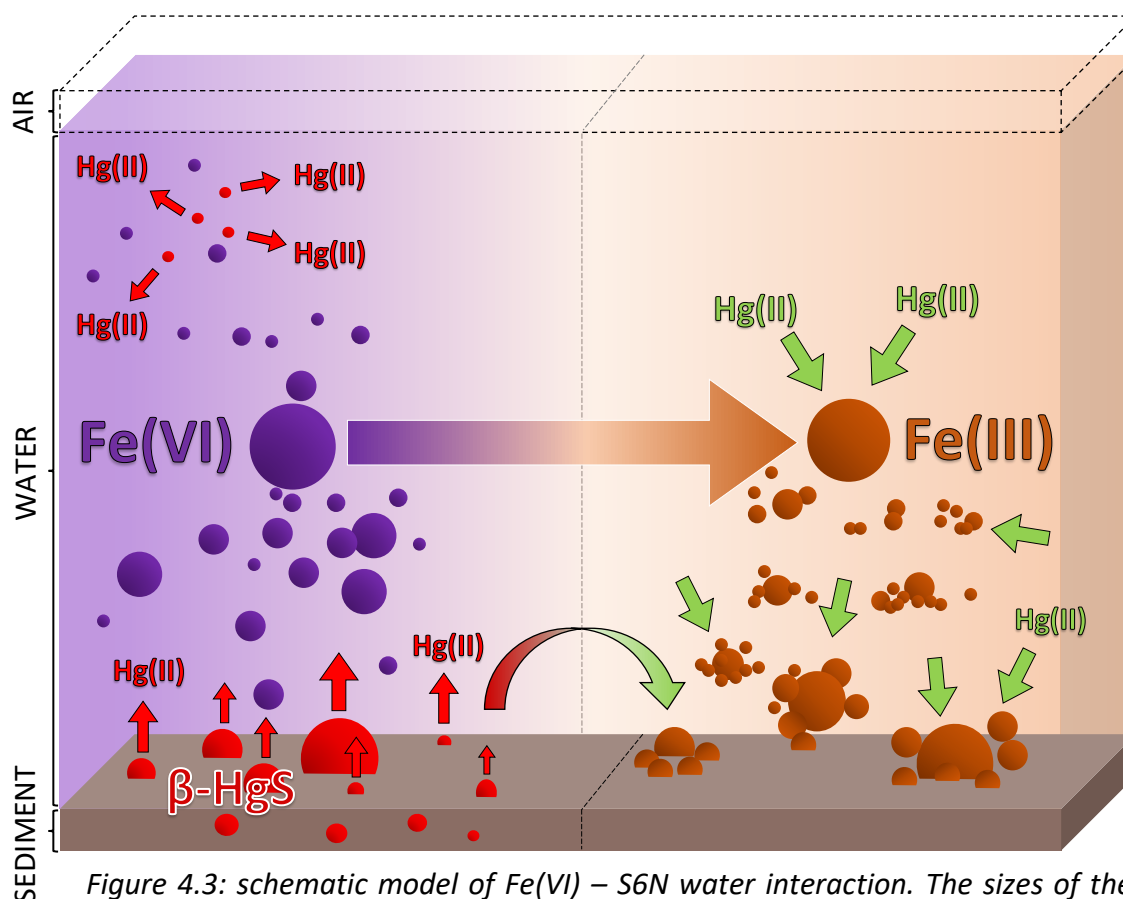 AIR
Hg(II)
Hg(II)
Hg(II)
Hg(II)
Hg(II)
Hg(II)
WATER
Fe(VI)
Fe(III)
Hg(II)
Hg(II)
Hg(II)
β-HgS
SEDIMENT
Figure 4.3: schematic model of Fe(VI) – S6N water interaction. The sizes of the